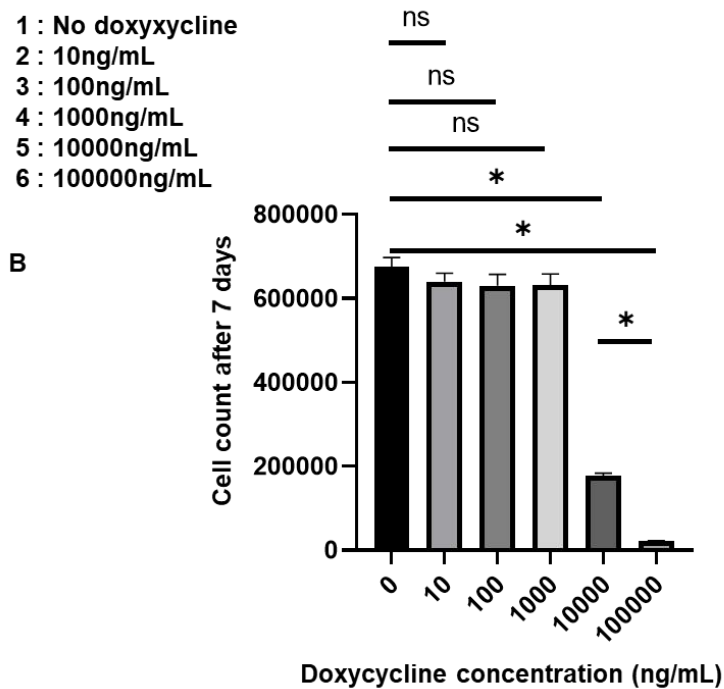 1 : No doxyxycline
2 : 10ng/mL
3 : 100ng/mL
4 : 1000ng/mL
5 : 10000ng/mL
6 : 100000ng/mL
B
ns
ns
ns
*
*
*
Cell count after 7 days
800000
600000
400000
200000
0
0
10
100
1000
10000
100000
Doxycycline concentration (ng/mL)